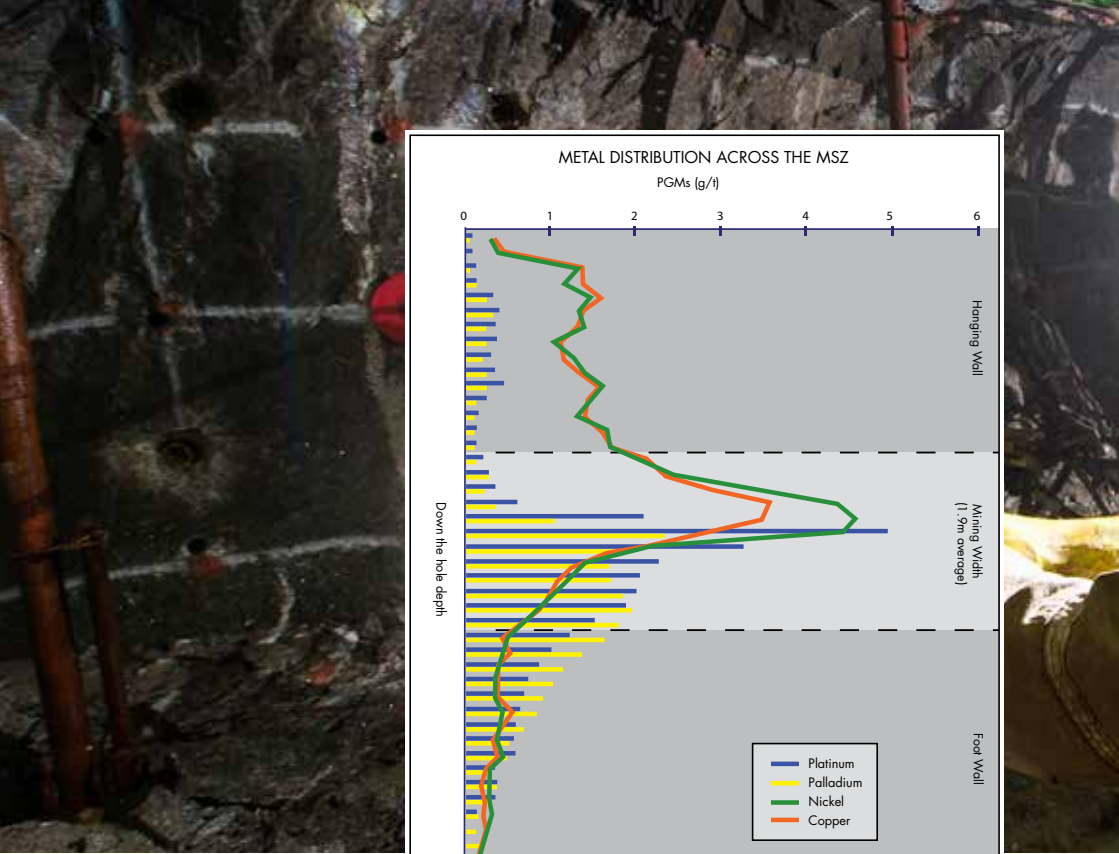 METAL DISTRIBUTION ACROSS THE MSZ
PGMs (g/t)
0 1 2 3 4 5 6
Hanging Wall
Down the hole depth
Mining Width
(1.9m average)
Foot Wall
Platinum
Palladium
Nickel
Copper